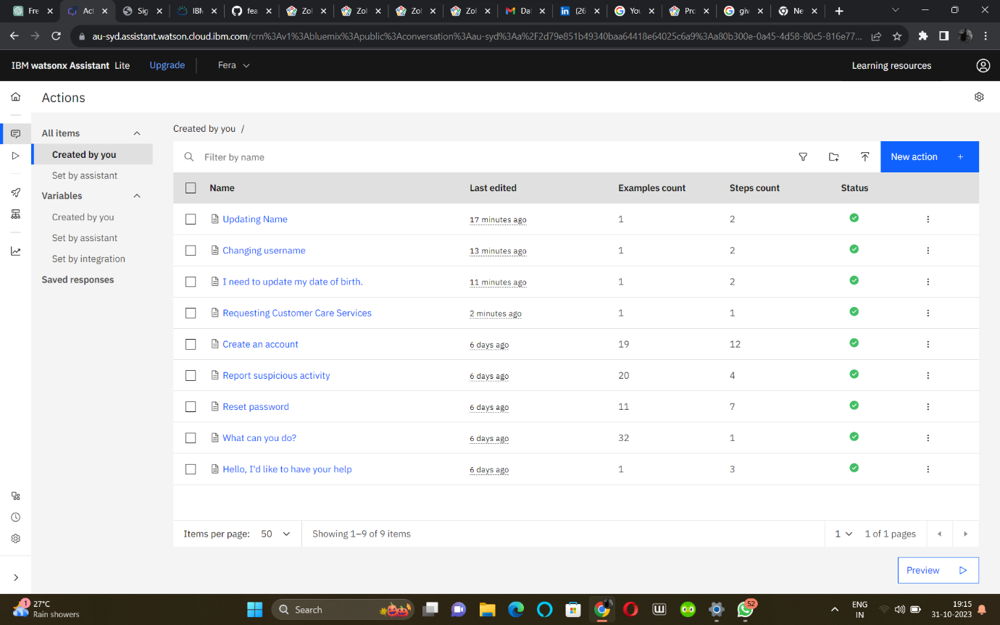 Fre
Act
Sig
IBM
fea
Zol
Zol
Zol
Zol
Dat
(26
You
Pro
giv
Ne
au-syd.assistant.watson.cloud.ibm.com/crn%3Av1%3Abluemix%3Apublic%3Aconversation%3Aau-syd%3Aa%2F2d79e851b49340baa64418e64025c6a9%3Aa80b300e-0a45-4d58-80c5-816e77...
IBM watsonx Assistant Lite Upgrade Fera Learning resources
Actions
All items
Created by you
Set by assistant
Variables
Created by you
Set by assistant
Set by integration
Saved responses
Created by you /
Filter by name
New action +
Name Last edited Examples count Steps count Status
Updating Name 17 minutes ago 1 2
Changing username 13 minutes ago 1 2
I need to update my date of birth. 11 minutes ago 1 2
Requesting Customer Care Services 2 minutes ago 1 1
Create an account 6 days ago 19 12
Report suspicious activity 6 days ago 20 4
Reset password 6 days ago 11 7
What can you do? 6 days ago 32 1
Hello, I'd like to have your help 6 days ago 1 3
Items per page: 50 Showing 1–9 of 9 items 1 1 of 1 pages
Preview
1
27°C
Rain showers
Search
52
ENG
IN
19:15
31-10-2023